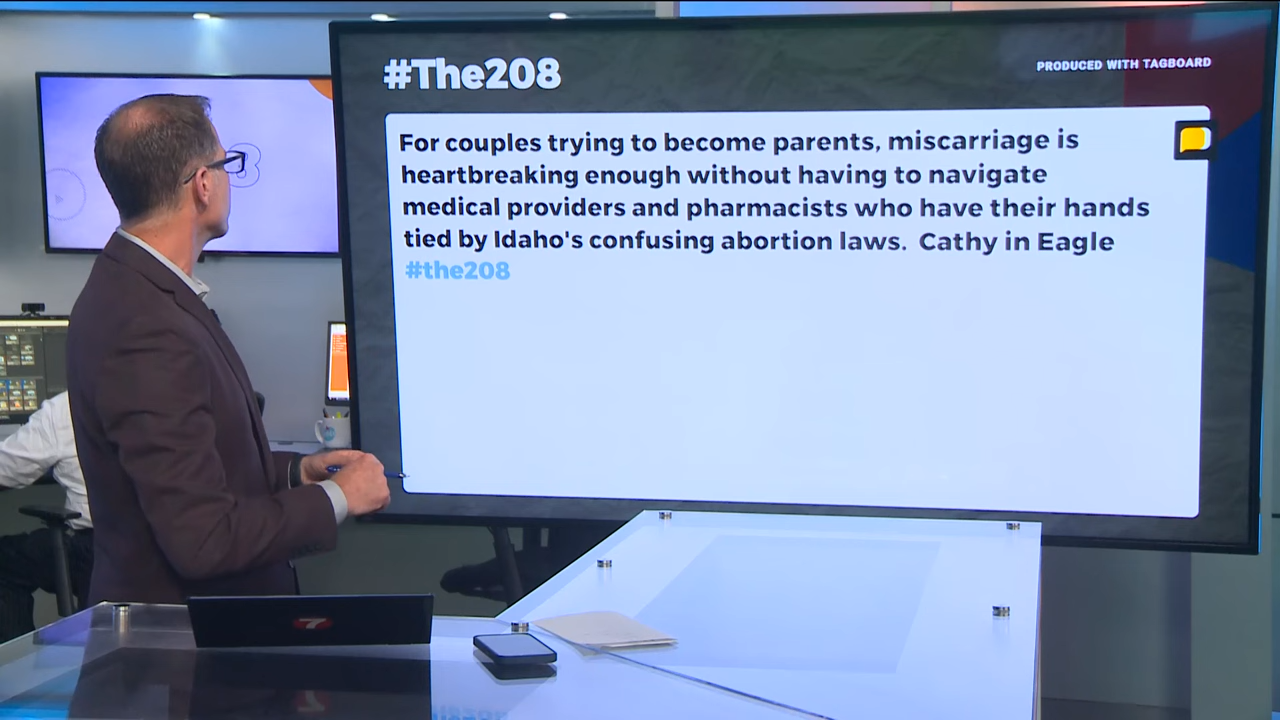 #The208
PRODUCED WITH TAGBOARD
For couples trying to become parents, miscarriage is
heartbreaking enough without having to navigate
medical providers and pharmacists who have their hands
tied by Idaho's confusing abortion laws.  Cathy in Eagle
#the208
7